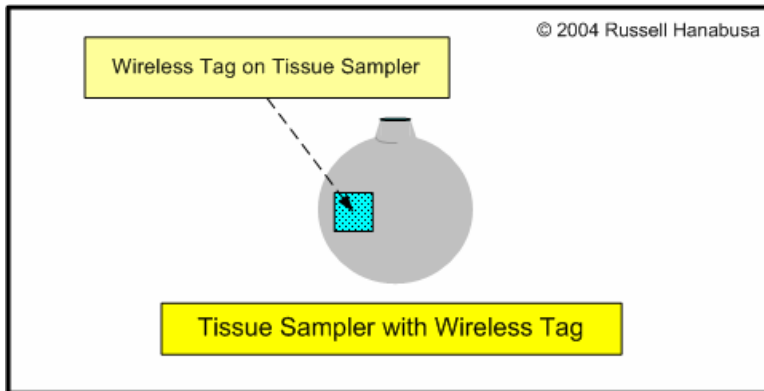 © 2004 Russell Hanabusa
Wireless Tag on Tissue Sampler
Tissue Sampler with Wireless Tag